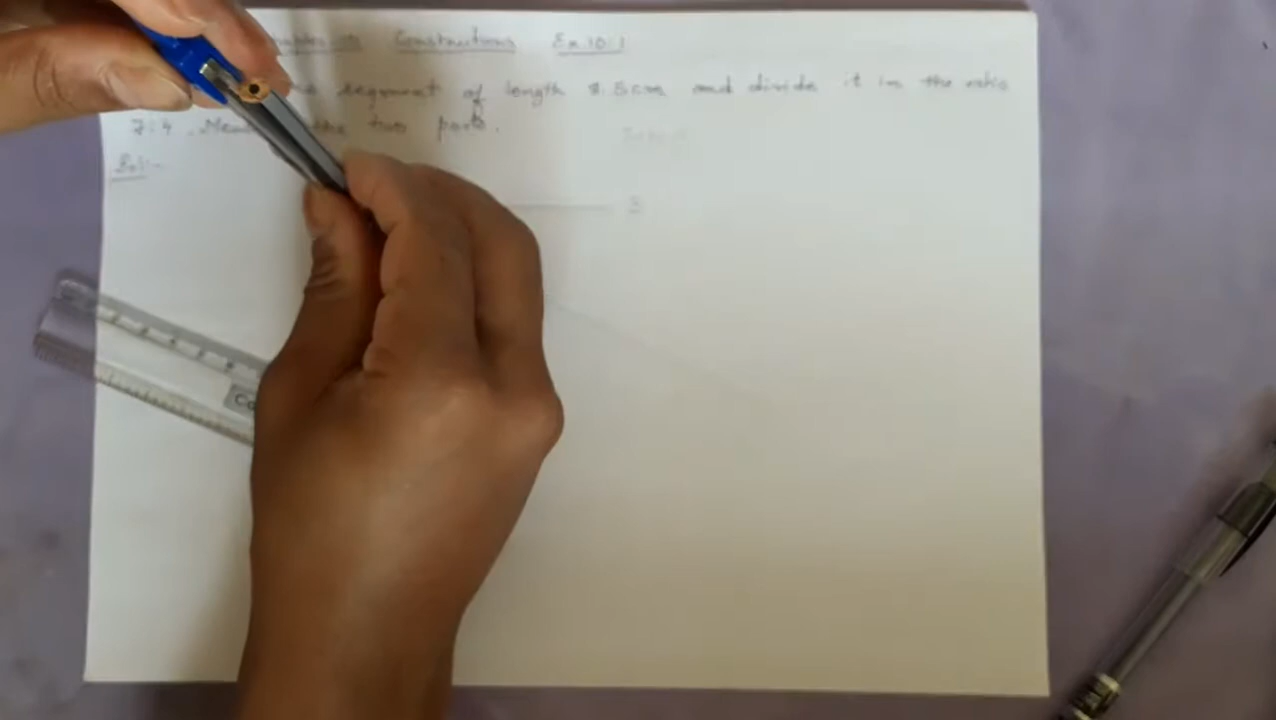 Constructions Ex 10.1
segment of length 8.5cm and divide it in the ratio
7:4. the two parts.
Sol:-
B
Co